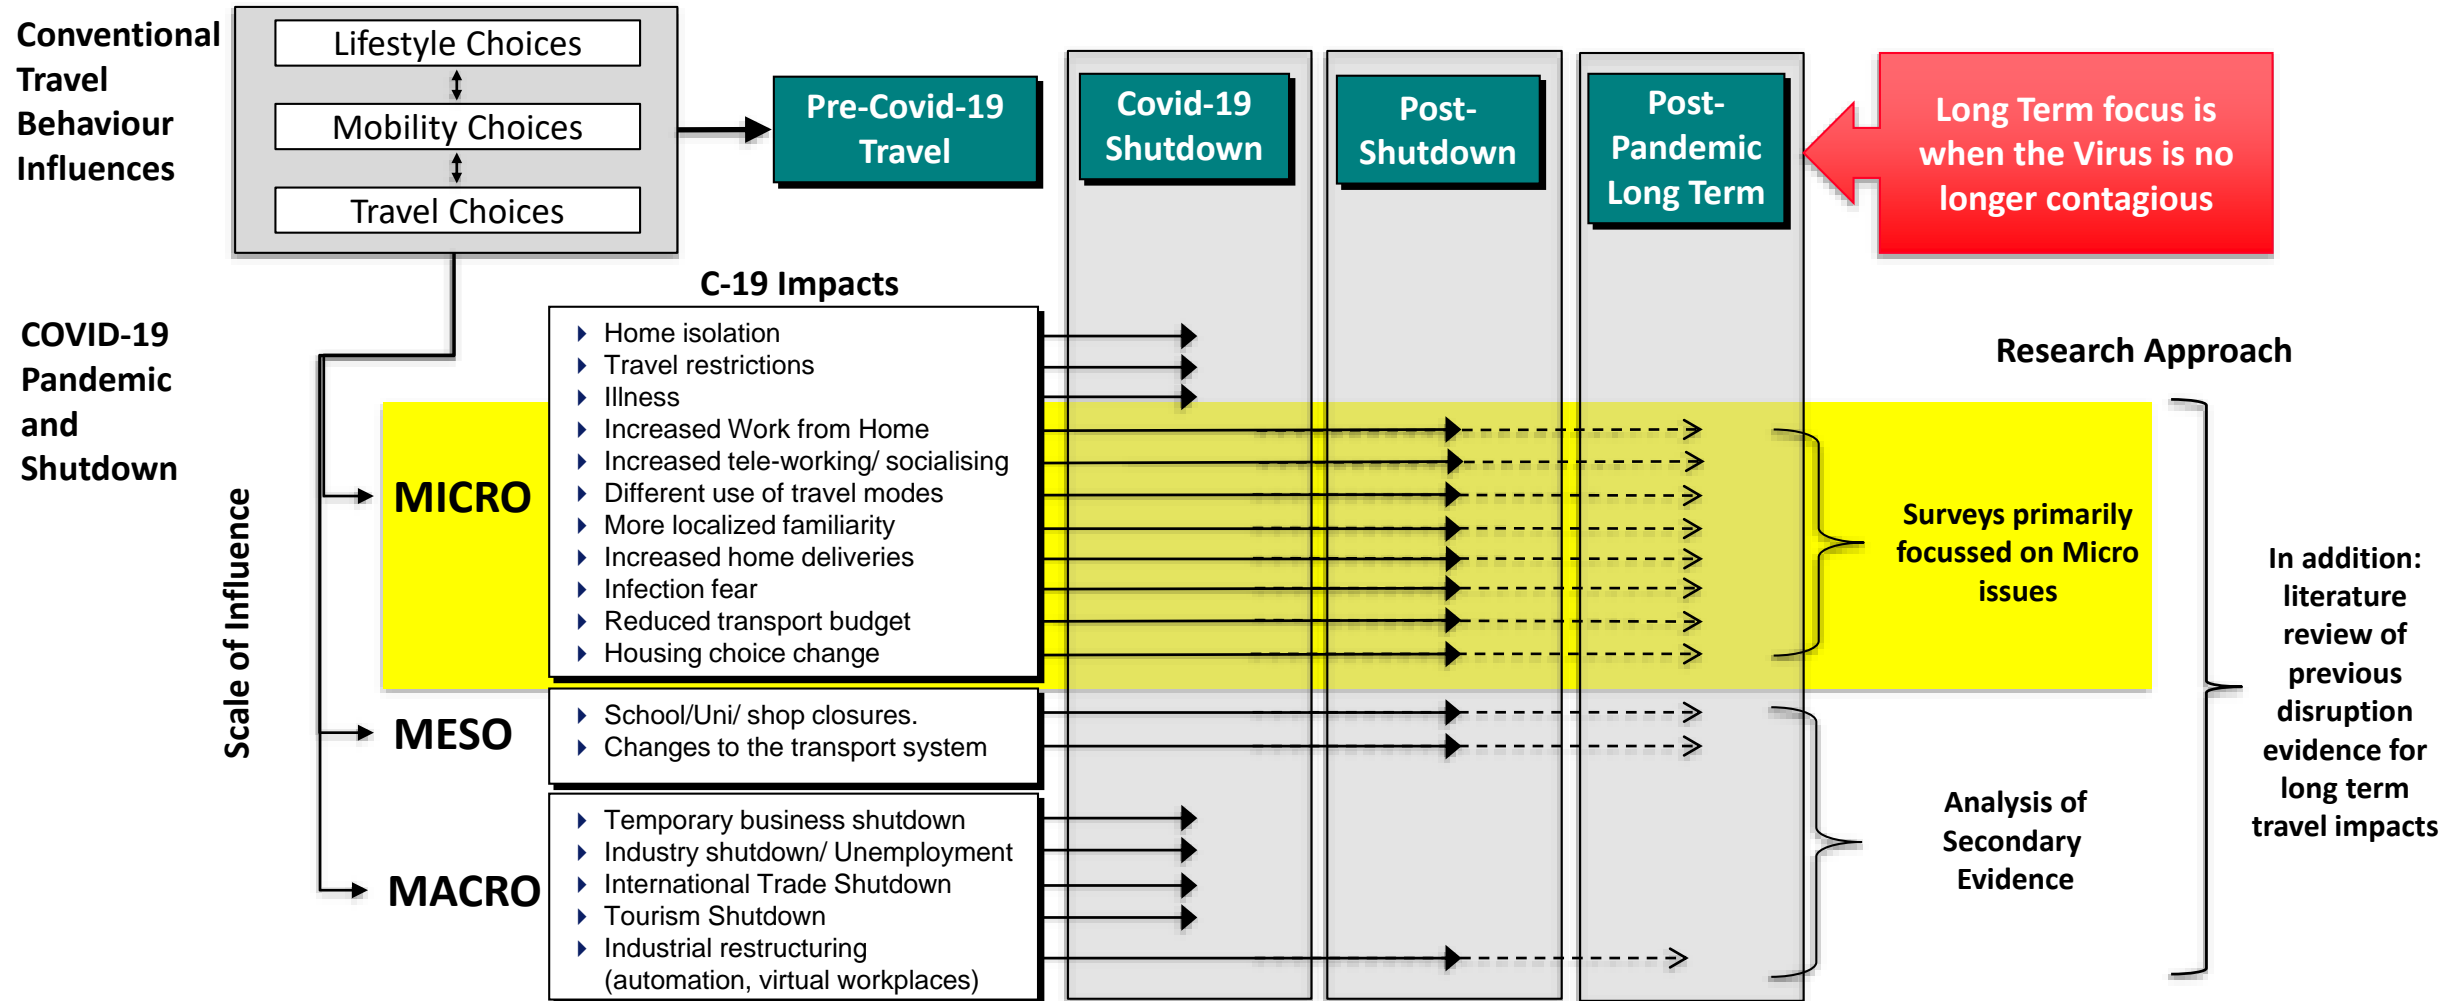 Conventional
Travel
Behaviour
Influences
Lifestyle Choices
Mobility Choices
Travel Choices
Pre-Covid-19
Travel
Covid-19
Shutdown
Post-
Shutdown
Post-
Pandemic
Long Term
Long Term focus is
when the Virus is no
longer contagious
COVID-19
Pandemic
and
Shutdown
Scale of Influence
C-19 Impacts
MICRO
Home isolation
Travel restrictions
Illness
Increased Work from Home
Increased tele-working/ socialising
Different use of travel modes
More localized familiarity
Increased home deliveries
Infection fear
Reduced transport budget
Housing choice change
MESO
School/Uni/ shop closures.
Changes to the transport system
MACRO
Temporary business shutdown
Industry shutdown/ Unemployment
International Trade Shutdown
Tourism Shutdown
Industrial restructuring
(automation, virtual workplaces)
Research Approach
Surveys primarily
focussed on Micro
issues
Analysis of
Secondary
Evidence
In addition:
literature
review of
previous
disruption
evidence for
long term
travel impacts